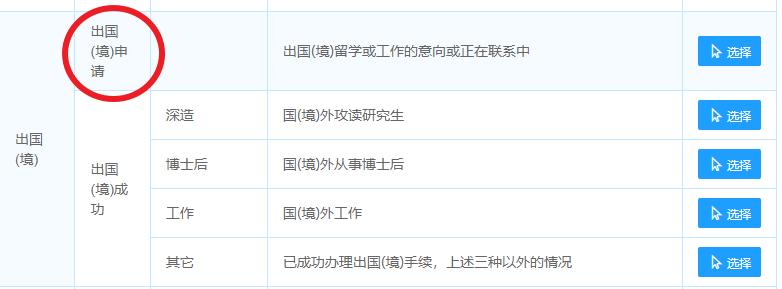 出国
(境)申
请
出国(境)留学或工作的意向或正在联系中
选择
出国
(境)
出国
(境)成
功
深造
国(境)外攻读研究生
选择
博士后
国(境)外从事博士后
选择
工作
国(境)外工作
选择
其它
已成功办理出国(境)手续，上述三种以外的情况
选择